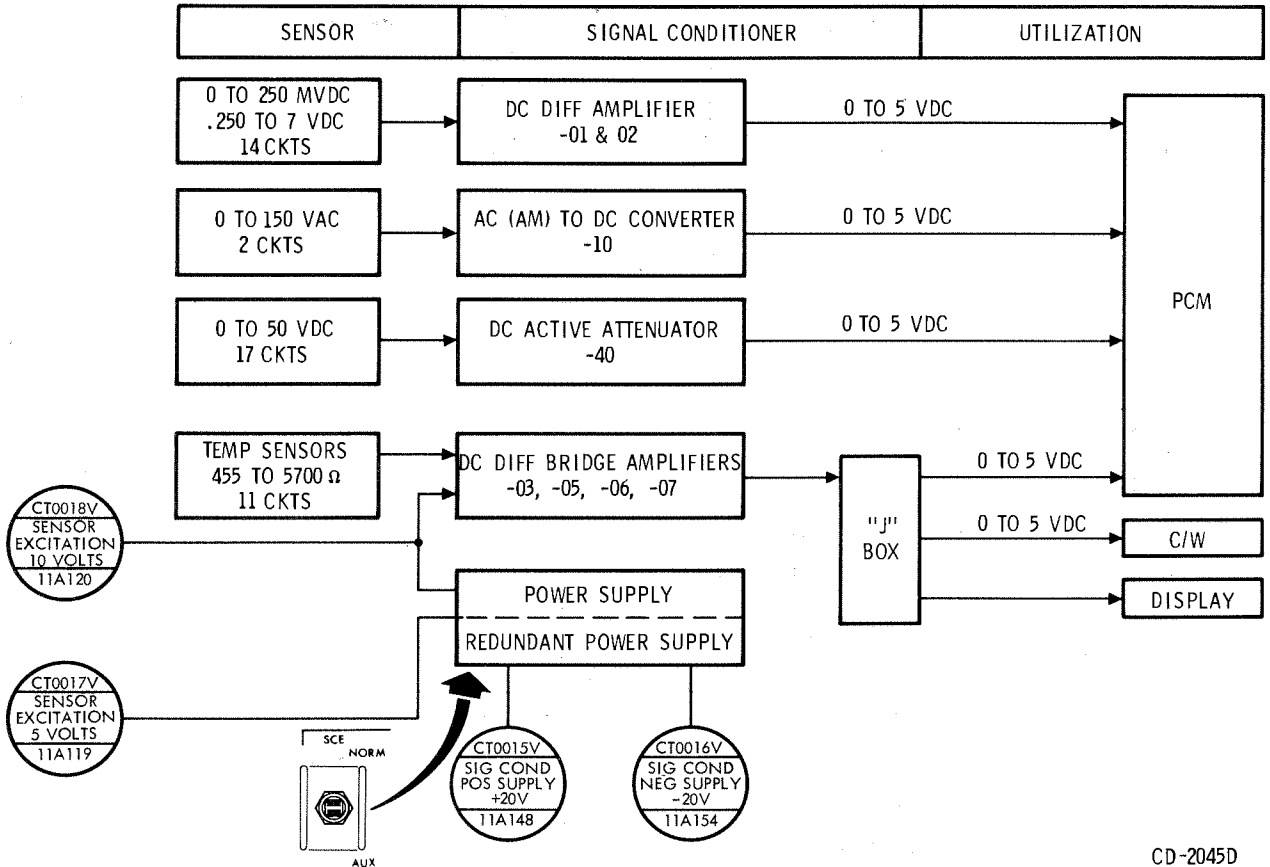 SENSOR
SIGNAL CONDITIONER
UTILIZATION
0 TO 250 MVDC
.250 TO 7 VDC
14 CKTS
DC DIFF AMPLIFIER
-01 & 02
0 TO 5 VDC
0 TO 150 VAC
2 CKTS
AC (AM) TO DC CONVERTER
-10
0 TO 5 VDC
PCM
0 TO 50 VDC
17 CKTS
DC ACTIVE ATTENUATOR
-40
0 TO 5 VDC
TEMP SENSORS
455 TO 5700 Ω
11 CKTS
DC DIFF BRIDGE AMPLIFIERS
-03, -05, -06, -07
0 TO 5 VDC
"J"
BOX
0 TO 5 VDC
C/W
DISPLAY
CT0018V
SENSOR
EXCITATION
10 VOLTS
11A120
POWER SUPPLY
REDUNDANT POWER SUPPLY
CT0017V
SENSOR
EXCITATION
5 VOLTS
11A119
SCE
NORM
AUX
CT0015V
SIG COND
POS SUPPLY
+20V
11A148
CT0016V
SIG COND
NEG SUPPLY
-20V
11A154
CD-2045D